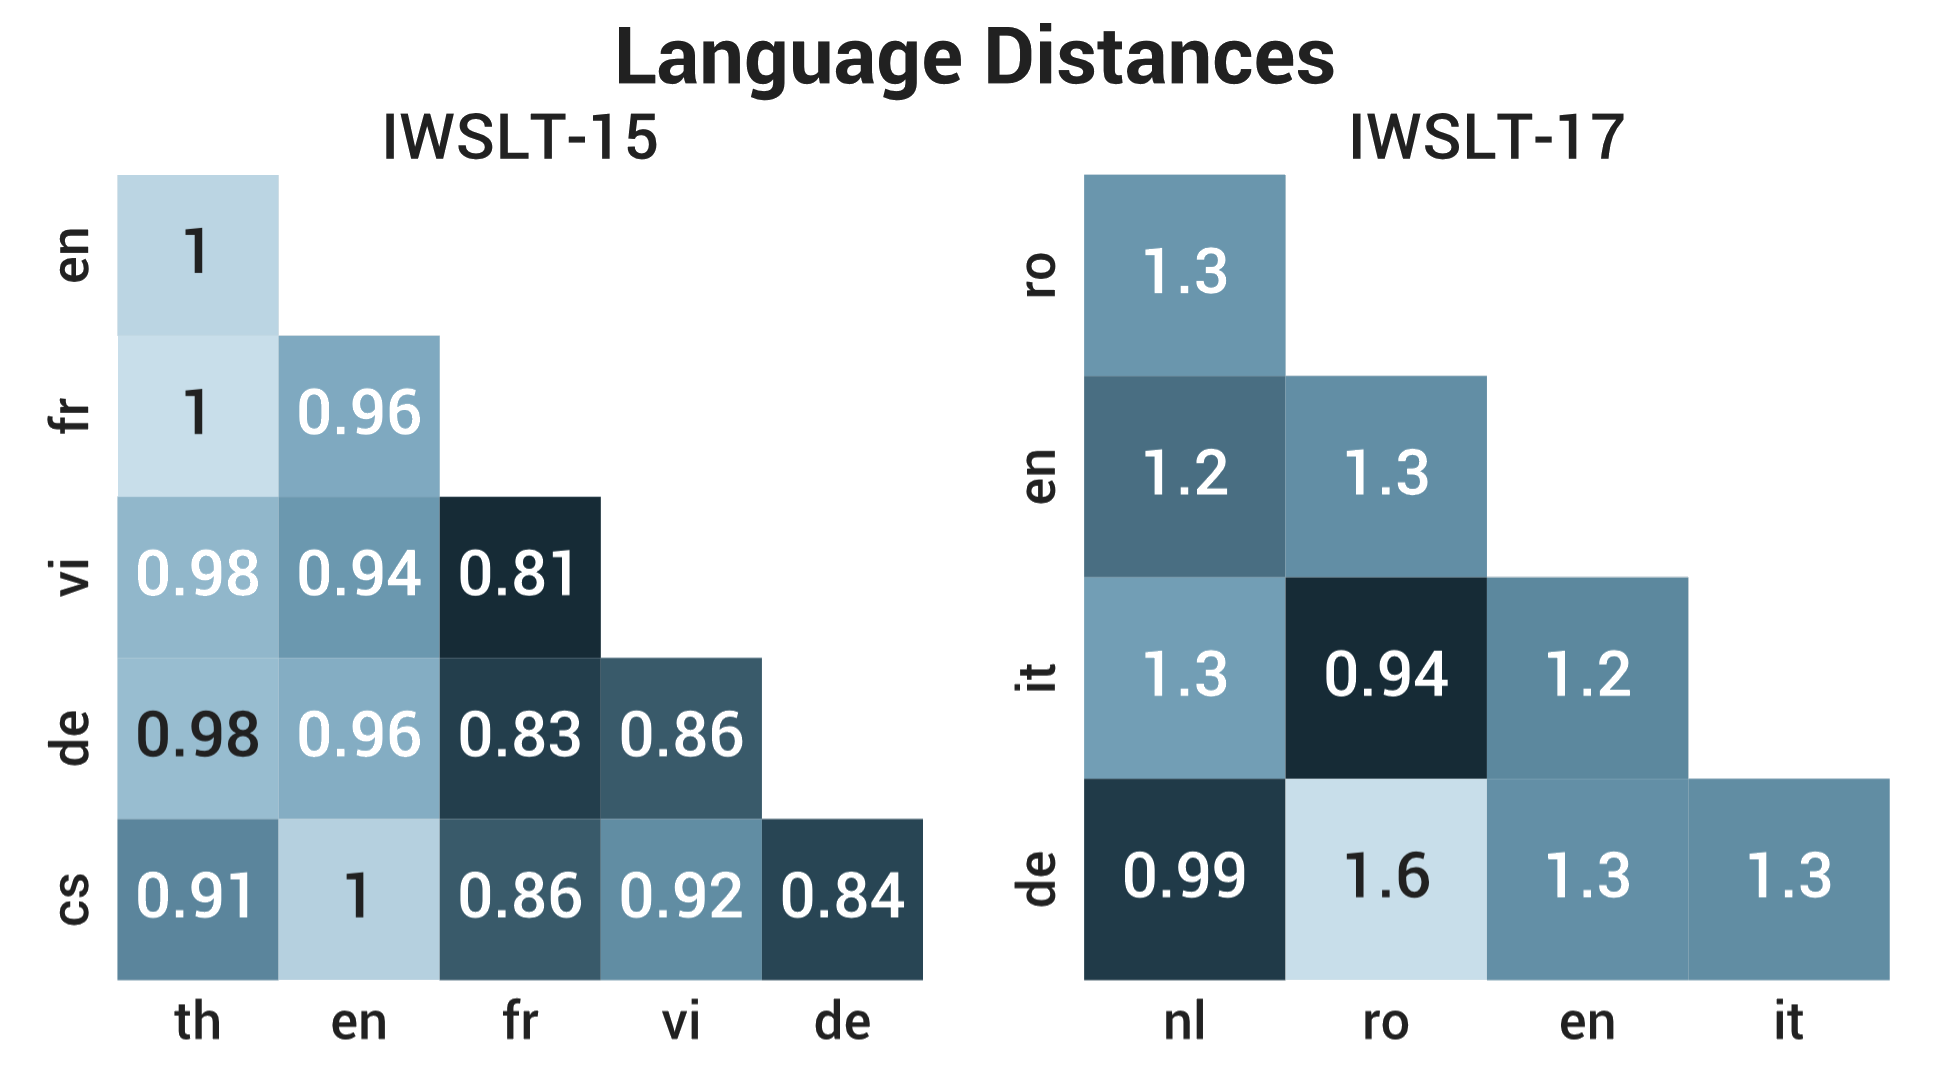 Language Distances
IWSLT-15
en 1
fr 1 0.96
vi 0.98 0.94 0.81
de 0.98 0.96 0.83 0.86
cs 0.91 1 0.86 0.92 0.84
th en fr vi de
IWSLT-17
ro 1.3
en 1.2 1.3
it 1.3 0.94 1.2
de 0.99 1.6 1.3 1.3
nl ro en it